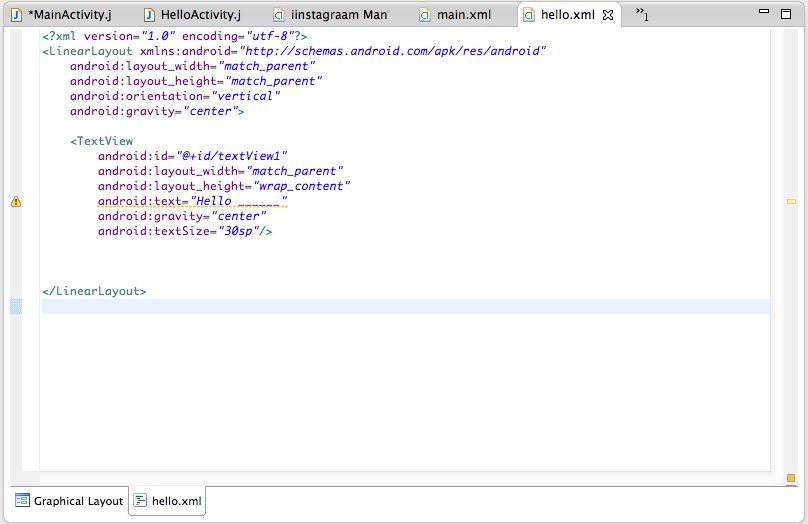 *MainActivity.j HelloActivity.j iinstagraam Man main.xml hello.xml »1
<?xml version="1.0" encoding="utf-8"?>
<LinearLayout xmlns:android="http://schemas.android.com/apk/res/android"
    android:layout_width="match_parent"
    android:layout_height="match_parent"
    android:orientation="vertical"
    android:gravity="center">
    <TextView
        android:id="@+id/textView1"
        android:layout_width="match_parent"
        android:layout_height="wrap_content"
        android:text="Hello ______"
        android:gravity="center"
        android:textSize="30sp"/>
</LinearLayout>
Graphical Layout hello.xml